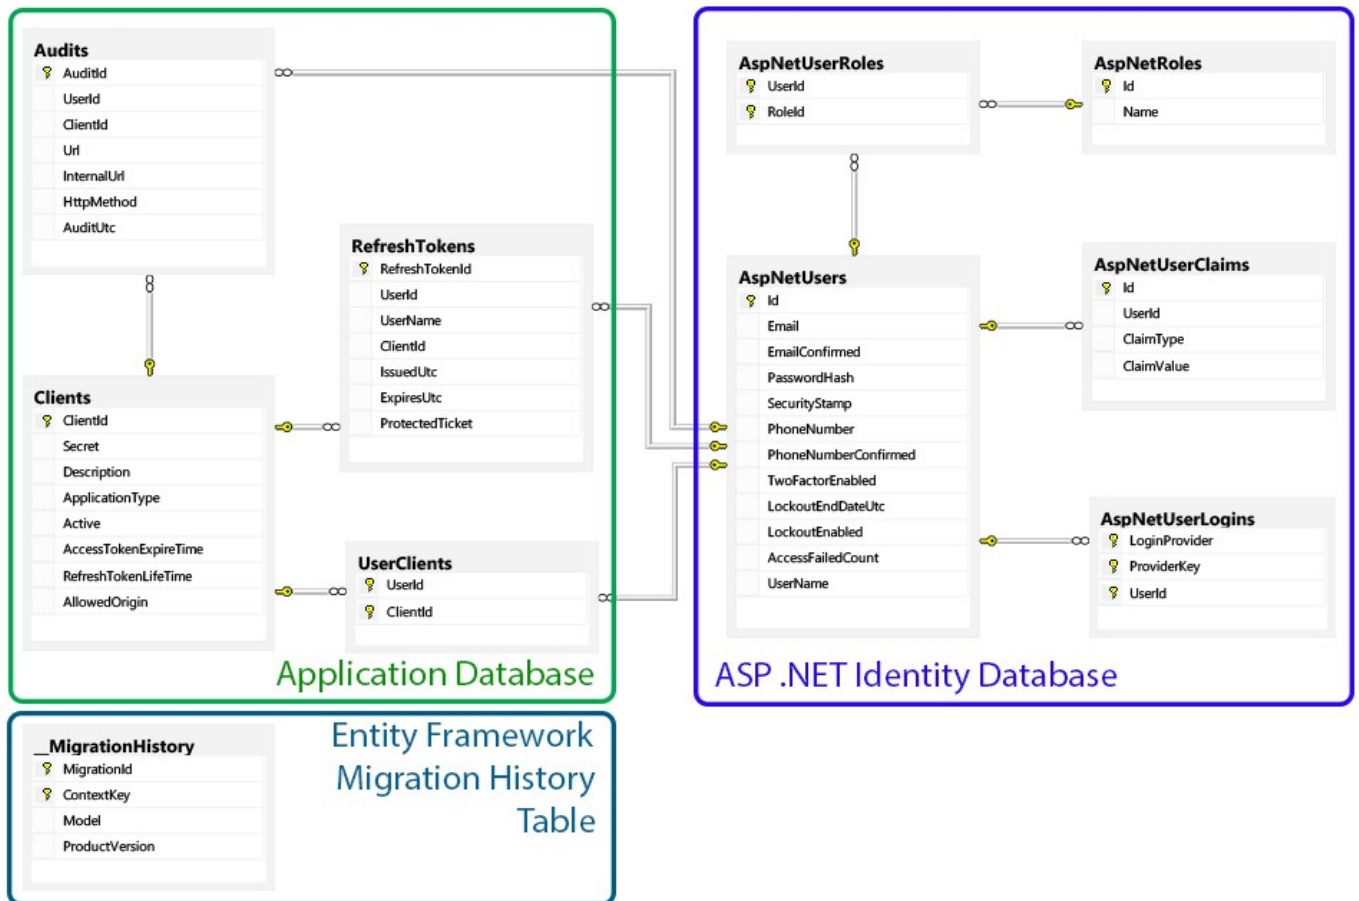 Audits
AuditId
UserId
ClientId
Url
InternalUrl
HttpMethod
AuditUtc
RefreshTokens
RefreshTokenId
UserId
UserName
ClientId
IssuedUtc
ExpiresUtc
ProtectedTicket
Clients
ClientId
Secret
Description
ApplicationType
Active
AccessTokenExpireTime
RefreshTokenLifeTime
AllowedOrigin
UserClients
UserId
ClientId
Application Database
AspNetUserRoles
UserId
RoleId
AspNetRoles
Id
Name
AspNetUsers
Id
Email
EmailConfirmed
PasswordHash
SecurityStamp
PhoneNumber
PhoneNumberConfirmed
TwoFactorEnabled
LockoutEndDateUtc
LockoutEnabled
AccessFailedCount
UserName
AspNetUserClaims
Id
UserId
ClaimType
ClaimValue
AspNetUserLogins
LoginProvider
ProviderKey
UserId
ASP .NET Identity Database
__MigrationHistory
MigrationId
ContextKey
Model
ProductVersion
Entity Framework
Migration History
Table